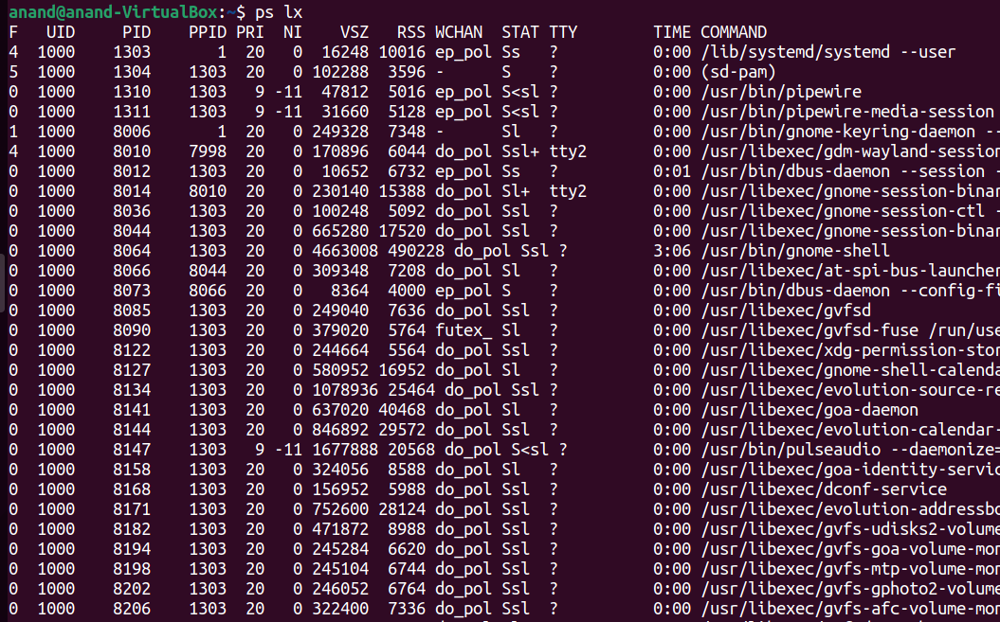 anand@anand-VirtualBox:~$ ps lx
F   UID     PID    PPID PRI  NI    VSZ   RSS WCHAN  STAT TTY        TIME COMMAND
4  1000    1303       1  20   0  16248 10016 ep_pol Ss   ?          0:00 /lib/systemd/systemd --user
5  1000    1304    1303  20   0 102288  3596 -      S    ?          0:00 (sd-pam)
0  1000    1310    1303   9 -11  47812  5016 ep_pol S<sl ?          0:00 /usr/bin/pipewire
0  1000    1311    1303   9 -11  31660  5128 ep_pol S<sl ?          0:00 /usr/bin/pipewire-media-session
1  1000    8006       1  20   0 249328  7348 -      Sl   ?          0:00 /usr/bin/gnome-keyring-daemon --
4  1000    8010    7998  20   0 170896  6044 do_pol Ssl+ tty2       0:00 /usr/libexec/gdm-wayland-session
0  1000    8012    1303  20   0  10652  6732 ep_pol Ss   ?          0:01 /usr/bin/dbus-daemon --session -
0  1000    8014    8010  20   0 230140 15388 do_pol Sl+  tty2       0:00 /usr/libexec/gnome-session-binar
0  1000    8036    1303  20   0 100248  5092 do_pol Ssl  ?          0:00 /usr/libexec/gnome-session-ctl -
0  1000    8044    1303  20   0 665280 17520 do_pol Ssl  ?          0:00 /usr/libexec/gnome-session-binar
0  1000    8064    1303  20   0 4663008 490228 do_pol Ssl ?         3:06 /usr/bin/gnome-shell
0  1000    8066    8044  20   0 309348  7208 do_pol Sl   ?          0:00 /usr/libexec/at-spi-bus-launcher
0  1000    8073    8066  20   0   8364  4000 ep_pol S    ?          0:00 /usr/bin/dbus-daemon --config-fi
0  1000    8085    1303  20   0 249040  7636 do_pol Ssl  ?          0:00 /usr/libexec/gvfsd
0  1000    8090    1303  20   0 379020  5764 futex_ Sl   ?          0:00 /usr/libexec/gvfsd-fuse /run/use
0  1000    8122    1303  20   0 244664  5564 do_pol Ssl  ?          0:00 /usr/libexec/xdg-permission-stor
0  1000    8127    1303  20   0 580952 16952 do_pol Sl   ?          0:00 /usr/libexec/gnome-shell-calenda
0  1000    8134    1303  20   0 1078936 25464 do_pol Ssl ?          0:00 /usr/libexec/evolution-source-re
0  1000    8141    1303  20   0 637020 40468 do_pol Sl   ?          0:00 /usr/libexec/goa-daemon
0  1000    8144    1303  20   0 846892 29572 do_pol Ssl  ?          0:00 /usr/libexec/evolution-calendar-
0  1000    8147    1303   9 -11 1677888 20568 do_pol S<sl ?         0:00 /usr/bin/pulseaudio --daemonize=
0  1000    8158    1303  20   0 324056  8588 do_pol Sl   ?          0:00 /usr/libexec/goa-identity-servic
0  1000    8168    1303  20   0 156952  5988 do_pol Ssl  ?          0:00 /usr/libexec/dconf-service
0  1000    8171    1303  20   0 752600 28124 do_pol Ssl  ?          0:00 /usr/libexec/evolution-addressbo
0  1000    8182    1303  20   0 471872  8988 do_pol Ssl  ?          0:00 /usr/libexec/gvfs-udisks2-volume
0  1000    8194    1303  20   0 245284  6620 do_pol Ssl  ?          0:00 /usr/libexec/gvfs-goa-volume-mon
0  1000    8198    1303  20   0 245104  6744 do_pol Ssl  ?          0:00 /usr/libexec/gvfs-mtp-volume-mon
0  1000    8202    1303  20   0 246052  6764 do_pol Ssl  ?          0:00 /usr/libexec/gvfs-gphoto2-volume
0  1000    8206    1303  20   0 322400  7336 do_pol Ssl  ?          0:00 /usr/libexec/gvfs-afc-volume-mon